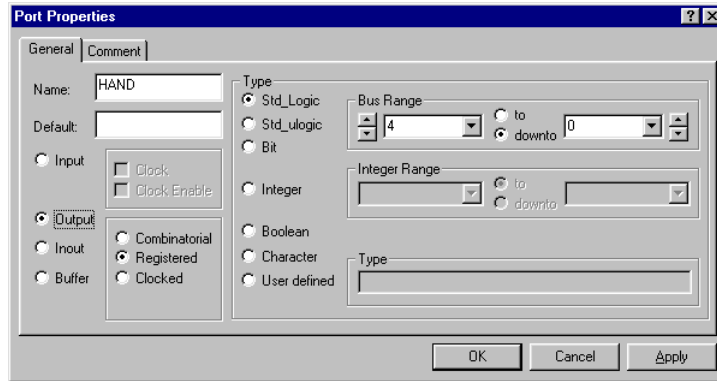 Port Properties
General Comment
Name: HAND
Default:
Input
Clock
Clock Enable
Output
Inout
Buffer
Combinatorial
Registered
Clocked
Type
Std_Logic
Std_ulogic
Bit
Integer
Boolean
Character
User defined
Bus Range
4 to downto 0
Integer Range
to
downto
Type
OK Cancel Apply